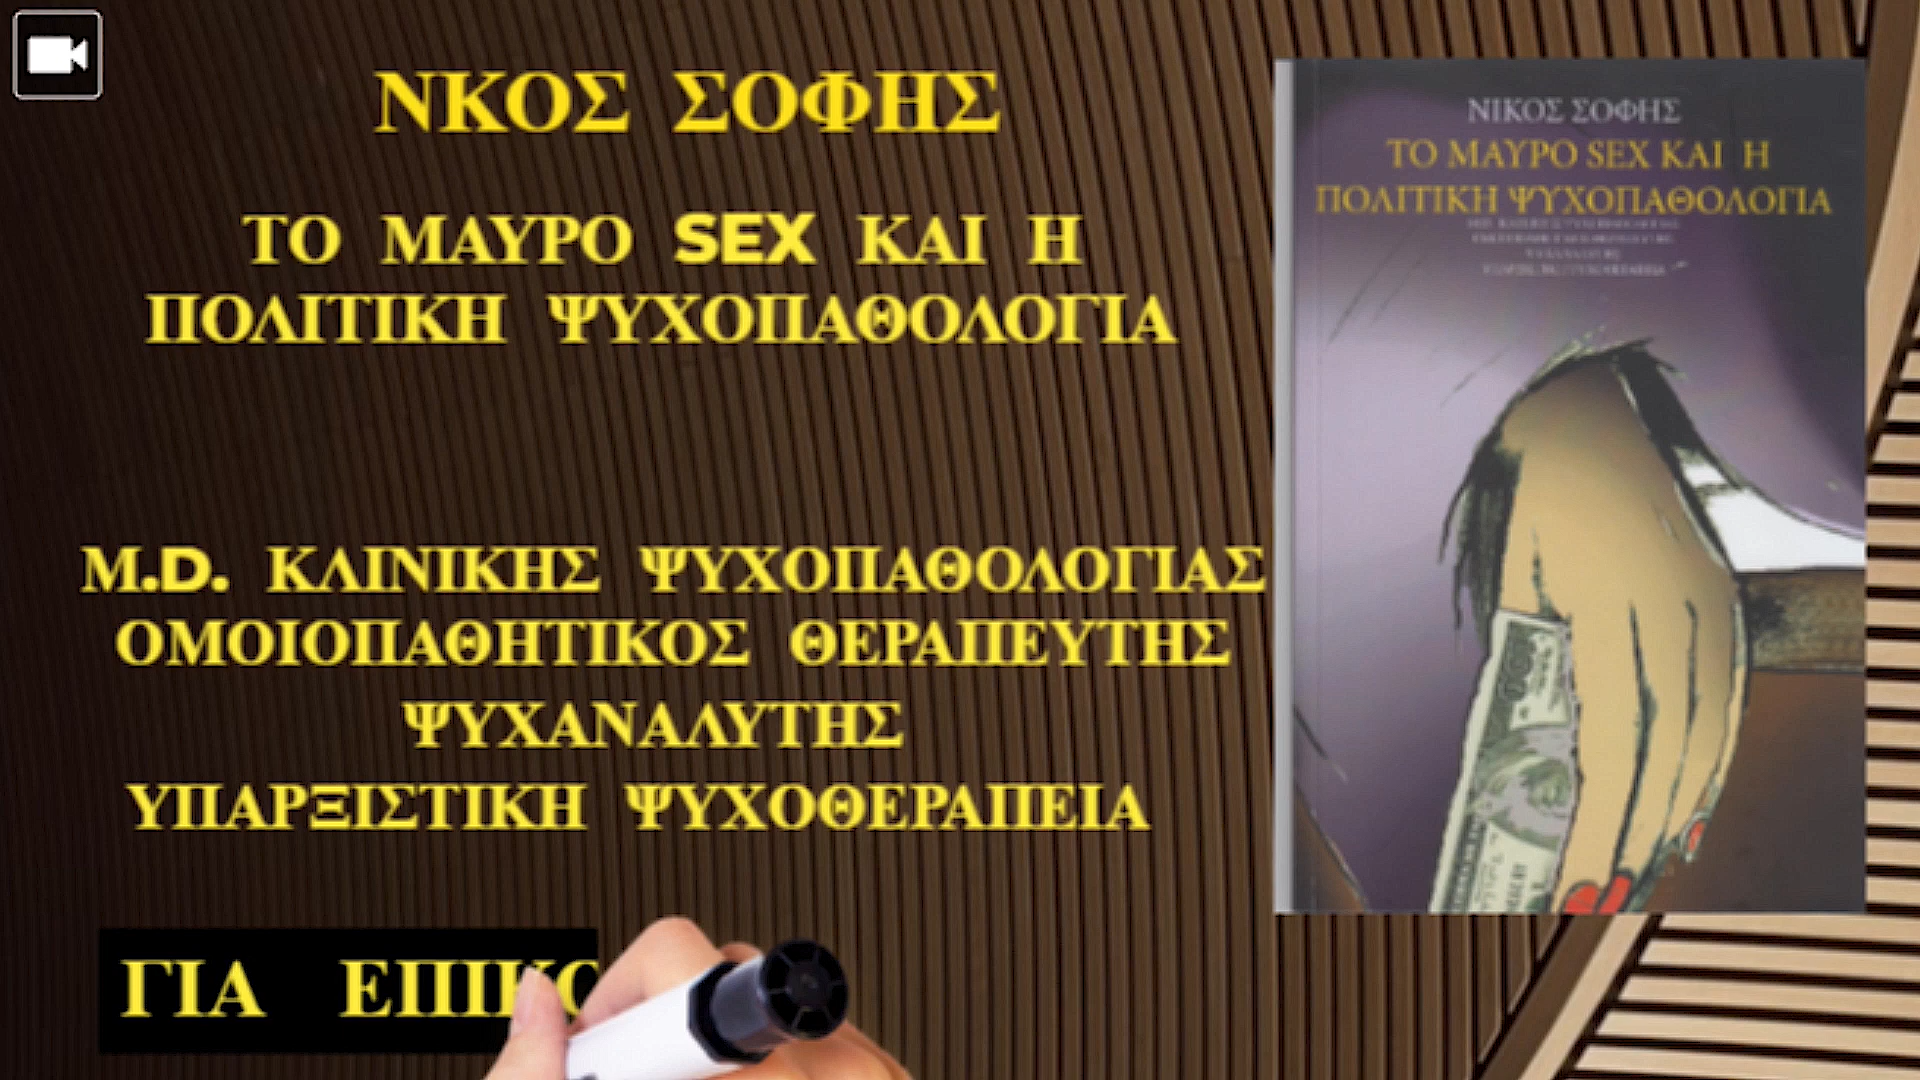 ΝΚΟΣ ΣΟΦΗΣ
ΤΟ ΜΑΥΡΟ SEX ΚΑΙ Η
ΠΟΛΙΤΙΚΗ ΨΥΧΟΠΑΘΟΛΟΓΙΑ
Μ.D. ΚΛΙΝΙΚΗΣ ΨΥΧΟΠΑΘΟΛΟΓΙΑΣ
ΟΜΟΙΟΠΑΘΗΤΙΚΟΣ ΘΕΡΑΠΕΥΤΗΣ
ΨΥΧΑΝΑΛΥΤΗΣ
ΥΠΑΡΞΙΣΤΙΚΗ ΨΥΧΟΘΕΡΑΠΕΙΑ
ΓΙΑ ΕΠΙΚΟ
ΝΙΚΟΣ ΣΟΦΗΣ
ΤΟ ΜΑΥΡΟ SEX ΚΑΙ Η
ΠΟΛΙΤΙΚΗ ΨΥΧΟΠΑΘΟΛΟΓΙΑ